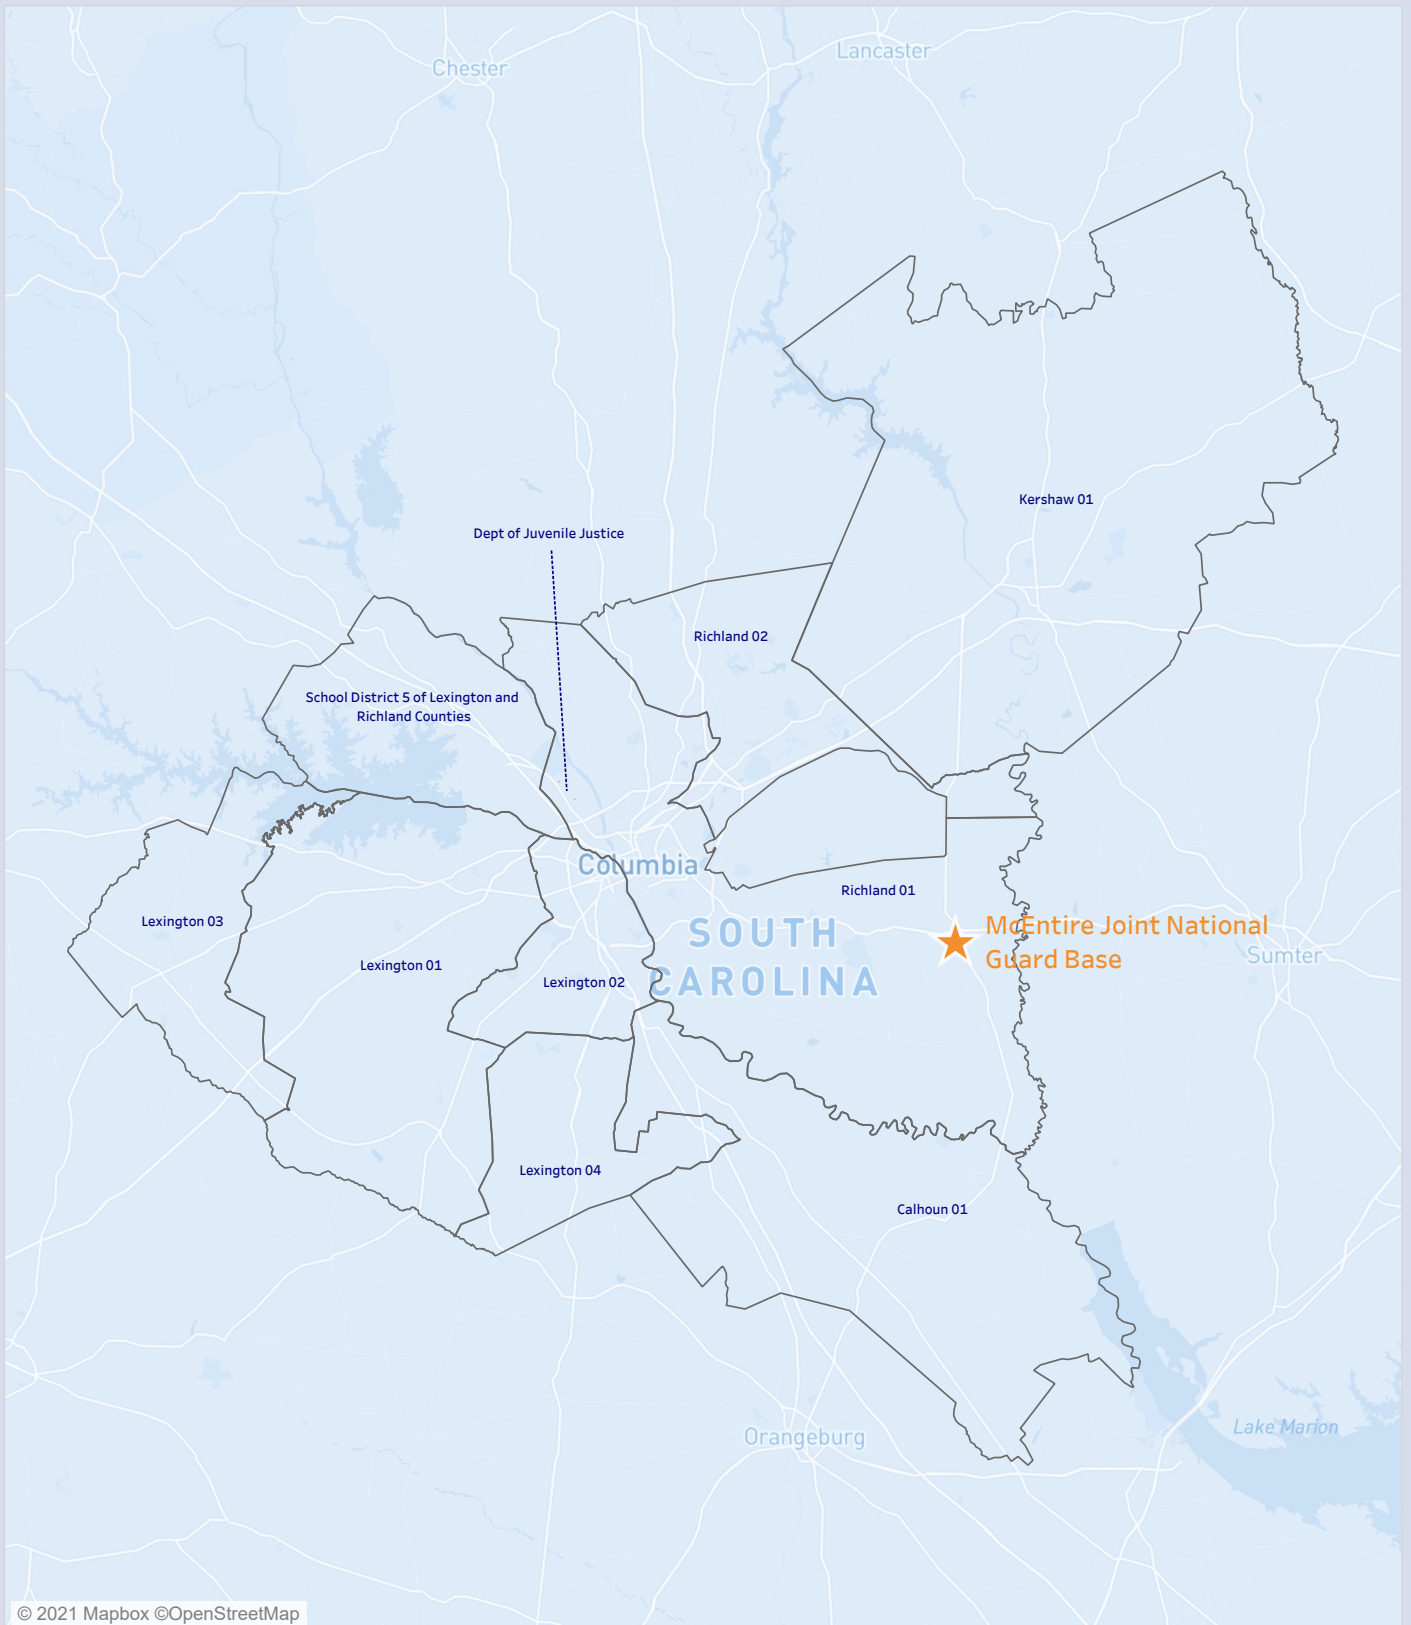 Lancaster
Chester
Kershaw 01
Dept of Juvenile Justice
Richland 02
School District 5 of Lexington and
Richland Counties
Columbia
Richland 01
Lexington 03
McEntire Joint National
Guard Base
SOUTH
CAROLINA
Sumter
Lexington 01
Lexington 02
Lexington 04
Calhoun 01
Lake Marion
Orangeburg
© 2021 Mapbox ©OpenStreetMap